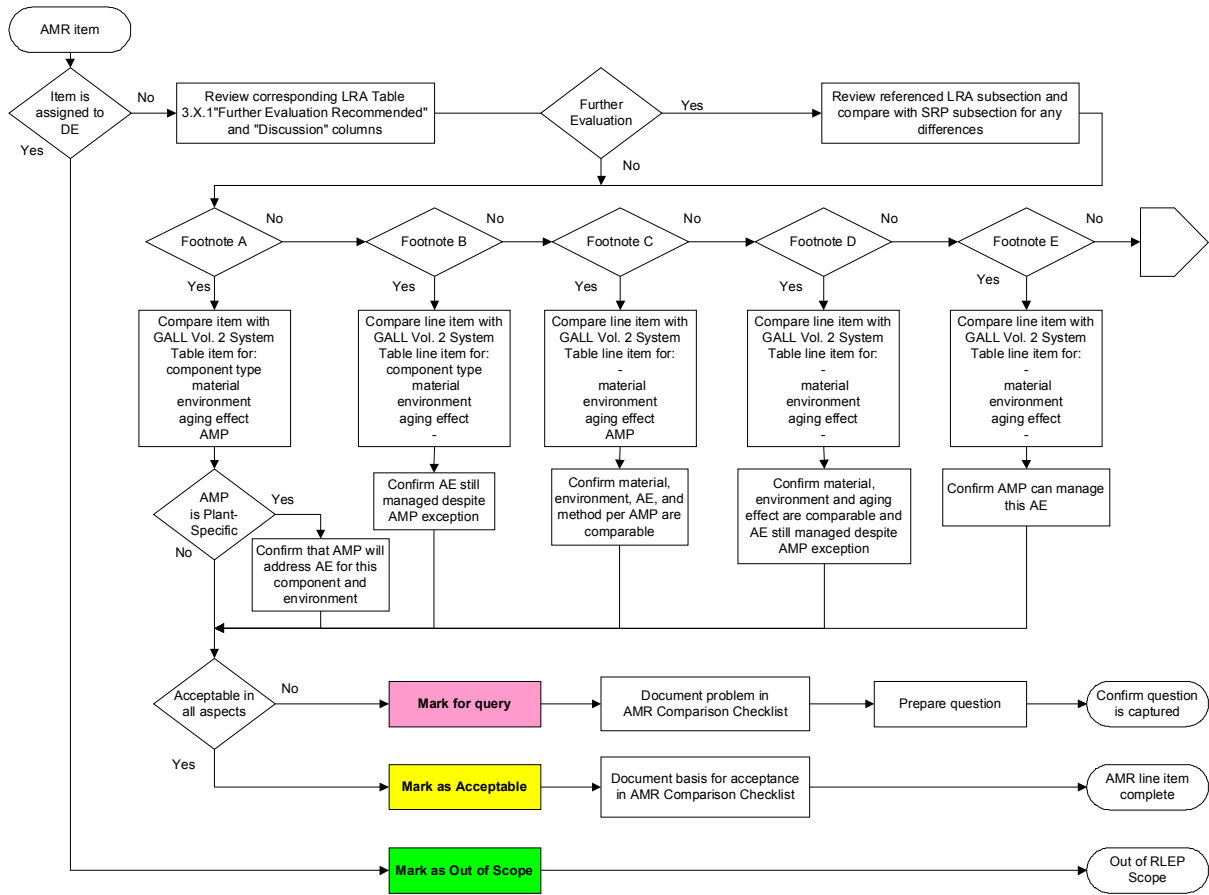 AMR item
Item is
assigned to
DE
No
Yes
Review corresponding LRA Table
3.X.1"Further Evaluation Recommended"
and "Discussion" columns
Further
Evaluation
Yes
No
Review referenced LRA subsection and
compare with SRP subsection for any
differences
Footnote A
No
Yes
Footnote B
No
Yes
Footnote C
No
Yes
Footnote D
No
Yes
Footnote E
No
Yes
Compare item with
GALL Vol. 2 System
Table item for:
component type
material
environment
aging effect
AMP
Compare line item with
GALL Vol. 2 System
Table line item for:
component type
material
environment
aging effect
-
Compare line item with
GALL Vol. 2 System
Table line item for:
-
material
environment
aging effect
AMP
Compare line item with
GALL Vol. 2 System
Table line item for:
-
material
environment
aging effect
-
Compare line item with
GALL Vol. 2 System
Table line item for:
-
material
environment
aging effect
-
AMP
is Plant-
Specific
Yes
No
Confirm that AMP will
address AE for this
component and
environment
Confirm AE still
managed despite
AMP exception
Confirm material,
environment, AE, and
method per AMP are
comparable
Confirm material,
environment and aging
effect are comparable and
AE still managed despite
AMP exception
Confirm AMP can manage
this AE
Acceptable in
all aspects
No
Yes
Mark for query
Document problem in
AMR Comparison Checklist
Prepare question
Confirm question
is captured
Mark as Acceptable
Document basis for acceptance
in AMR Comparison Checklist
AMR line item
complete
Mark as Out of Scope
Out of RLEP
Scope